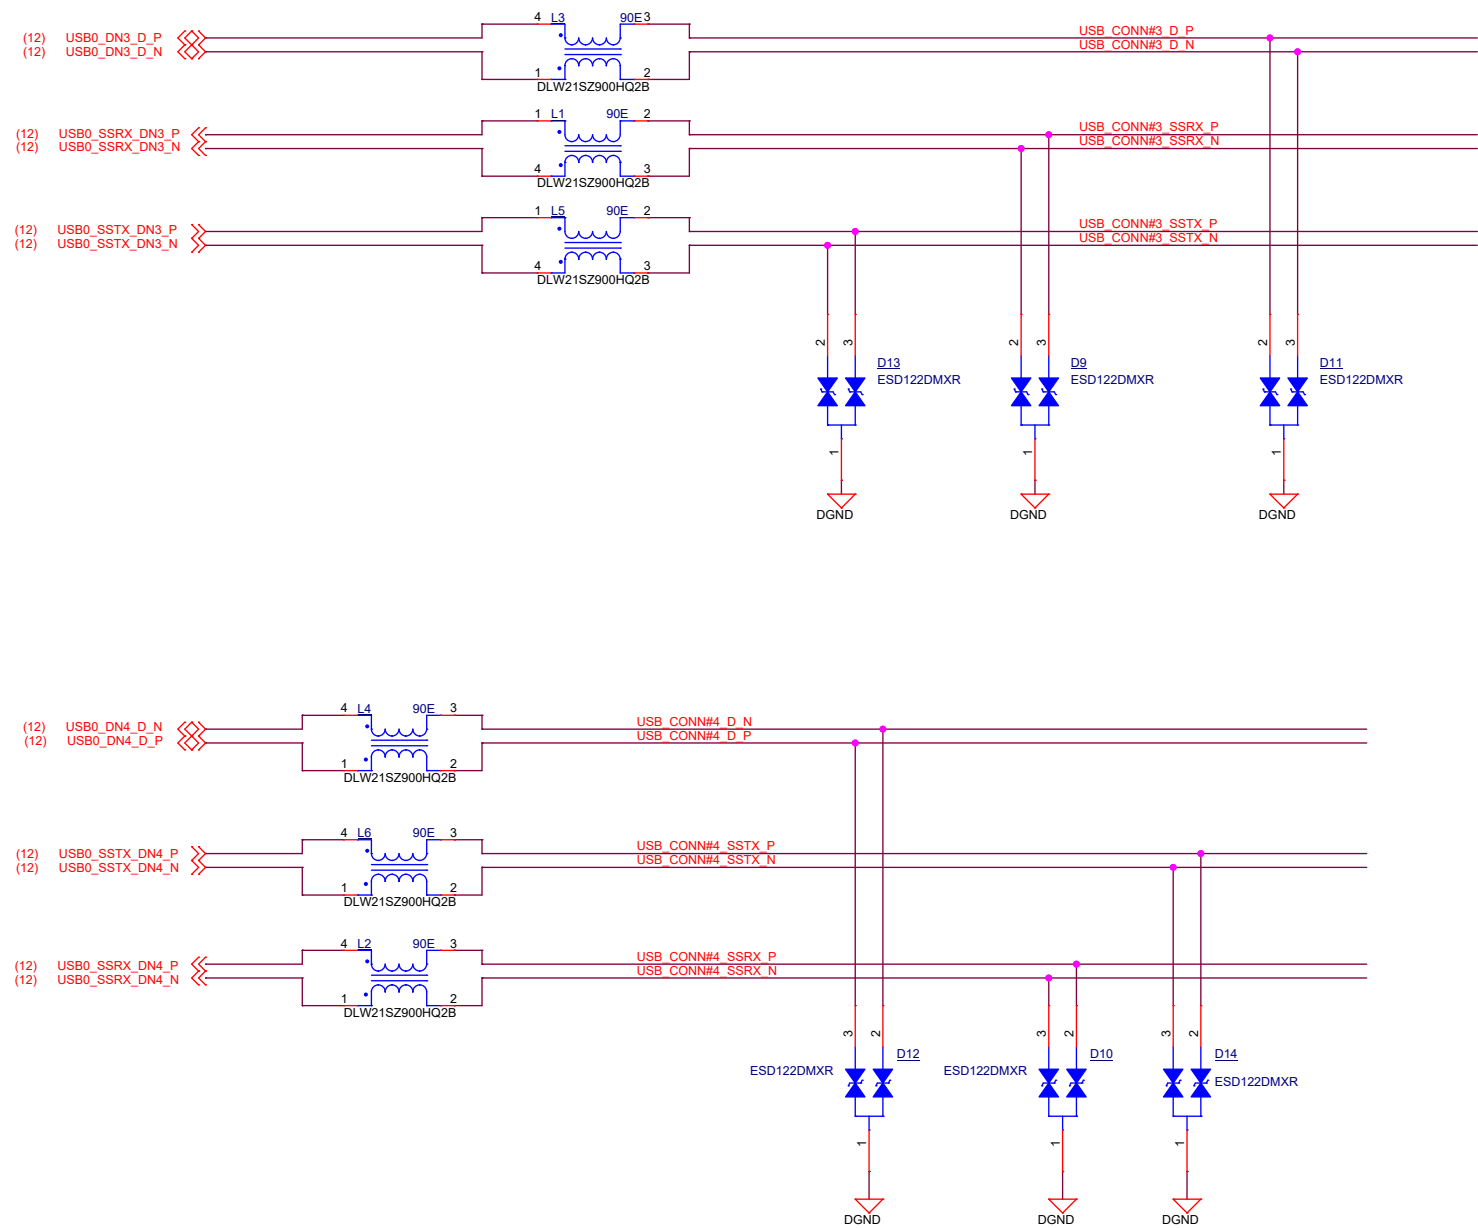 4 L3 90E 3
(12) USB0_DN3_D_P USB_CONN#3_D_P
(12) USB0_DN3_D_N USB_CONN#3_D_N
1 2
DLW21SZ900HQ2B
1 L1 90E 2
(12) USB0_SSRX_DN3_P USB_CONN#3_SSRX_P
(12) USB0_SSRX_DN3_N USB_CONN#3_SSRX_N
4 3
DLW21SZ900HQ2B
1 L5 90E 2
(12) USB0_SSTX_DN3_P USB_CONN#3_SSTX_P
(12) USB0_SSTX_DN3_N USB_CONN#3_SSTX_N
4 3
DLW21SZ900HQ2B
2 3 2 3 2 3
D13 D9 D11
ESD122DMXR ESD122DMXR ESD122DMXR
1 1 1
DGND DGND DGND
4 L4 90E 3
(12) USB0_DN4_D_N USB_CONN#4_D_N
(12) USB0_DN4_D_P USB_CONN#4_D_P
1 2
DLW21SZ900HQ2B
4 L6 90E 3
(12) USB0_SSTX_DN4_P USB_CONN#4_SSTX_P
(12) USB0_SSTX_DN4_N USB_CONN#4_SSTX_N
1 2
DLW21SZ900HQ2B
4 L2 90E 3
(12) USB0_SSRX_DN4_P USB_CONN#4_SSRX_P
(12) USB0_SSRX_DN4_N USB_CONN#4_SSRX_N
1 2
DLW21SZ900HQ2B
3 2 3 2 3 2
D12 D10 D14
ESD122DMXR ESD122DMXR ESD122DMXR
1 1 1
DGND DGND DGND